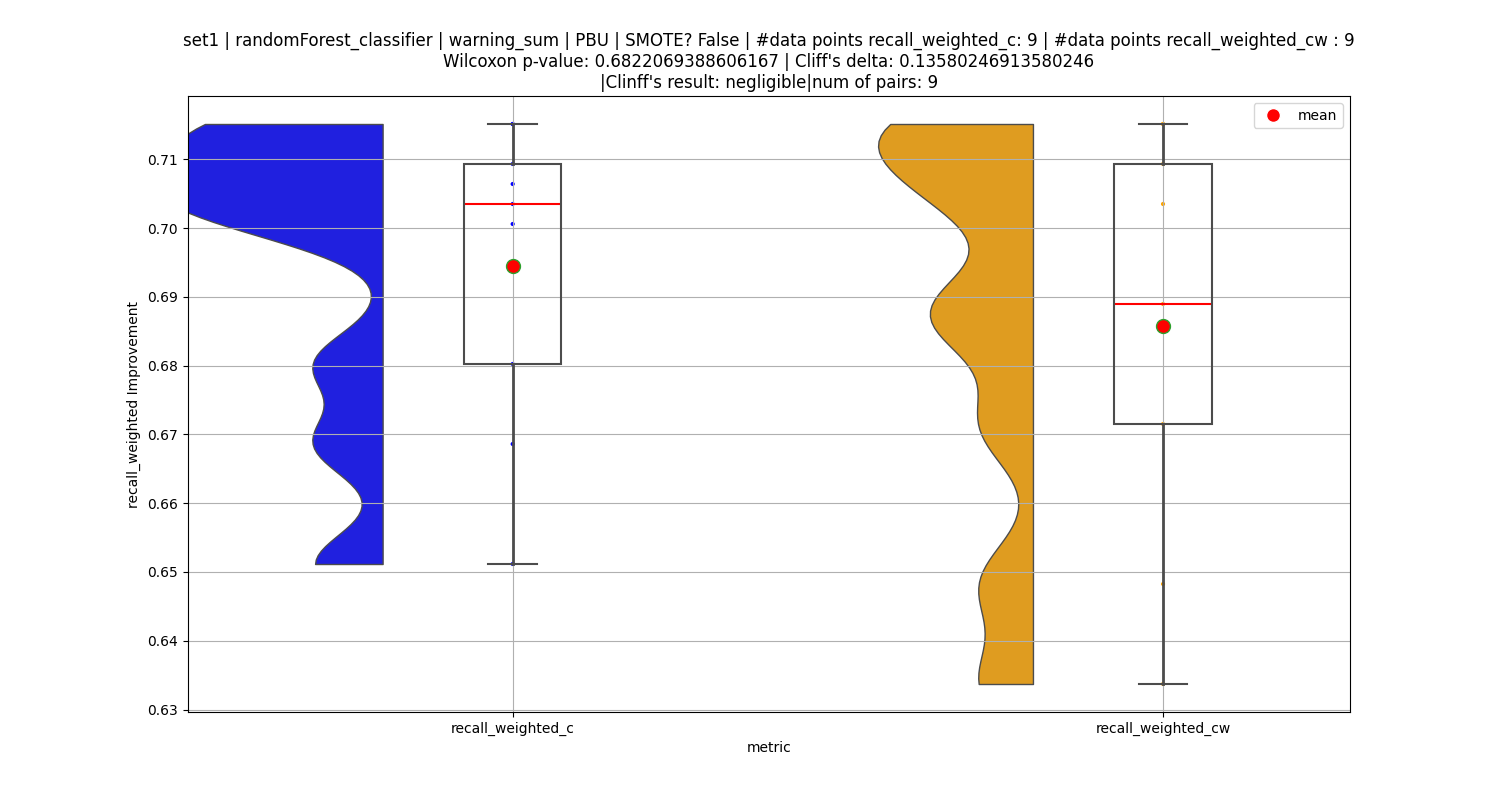 set1 | randomForest_classifier | warning_sum | PBU | SMOTE? False | #data points recall_weighted_c: 9 | #data points recall_weighted_cw : 9
Wilcoxon p-value: 0.6822069388606167 | Cliff's delta: 0.13580246913580246
|Clinff's result: negligible|num of pairs: 9
mean
0.71
0.70
0.69
0.68
0.67
0.66
0.65
0.64
0.63
recall_weighted Improvement
recall_weighted_c
recall_weighted_cw
metric